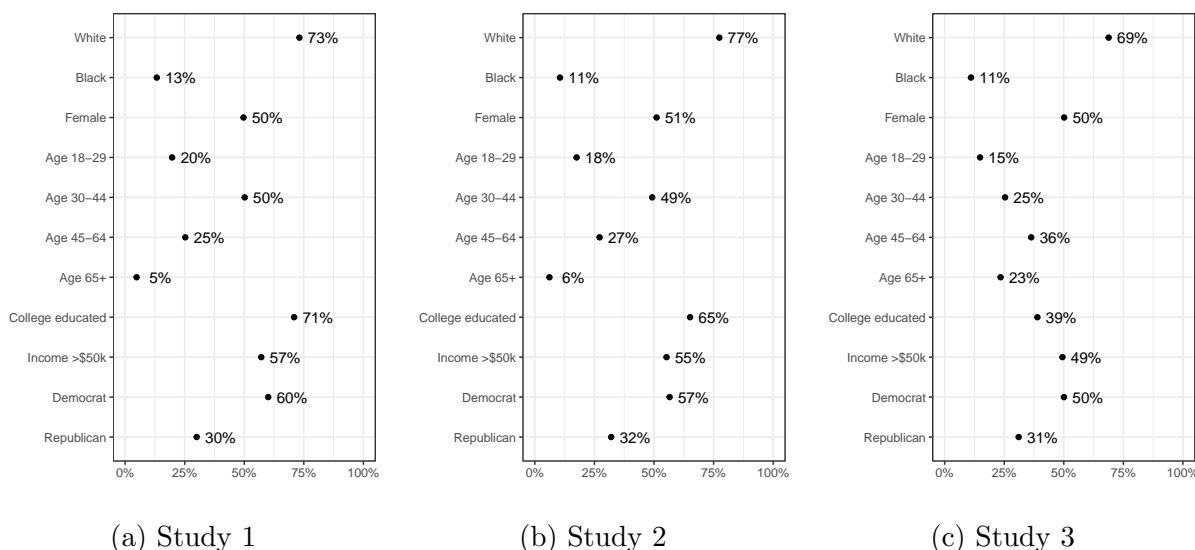 White 73%
Black 13%
Female 50%
Age 18–29 20%
Age 30–44 50%
Age 45–64 25%
Age 65+ 5%
College educated 71%
Income >$50k 57%
Democrat 60%
Republican 30%
0% 25% 50% 75% 100%
(a) Study 1
White 77%
Black 11%
Female 51%
Age 18–29 18%
Age 30–44 49%
Age 45–64 27%
Age 65+ 6%
College educated 65%
Income >$50k 55%
Democrat 57%
Republican 32%
0% 25% 50% 75% 100%
(b) Study 2
White 69%
Black 11%
Female 50%
Age 18–29 15%
Age 30–44 25%
Age 45–64 36%
Age 65+ 23%
College educated 39%
Income >$50k 49%
Democrat 50%
Republican 31%
0% 25% 50% 75% 100%
(c) Study 3